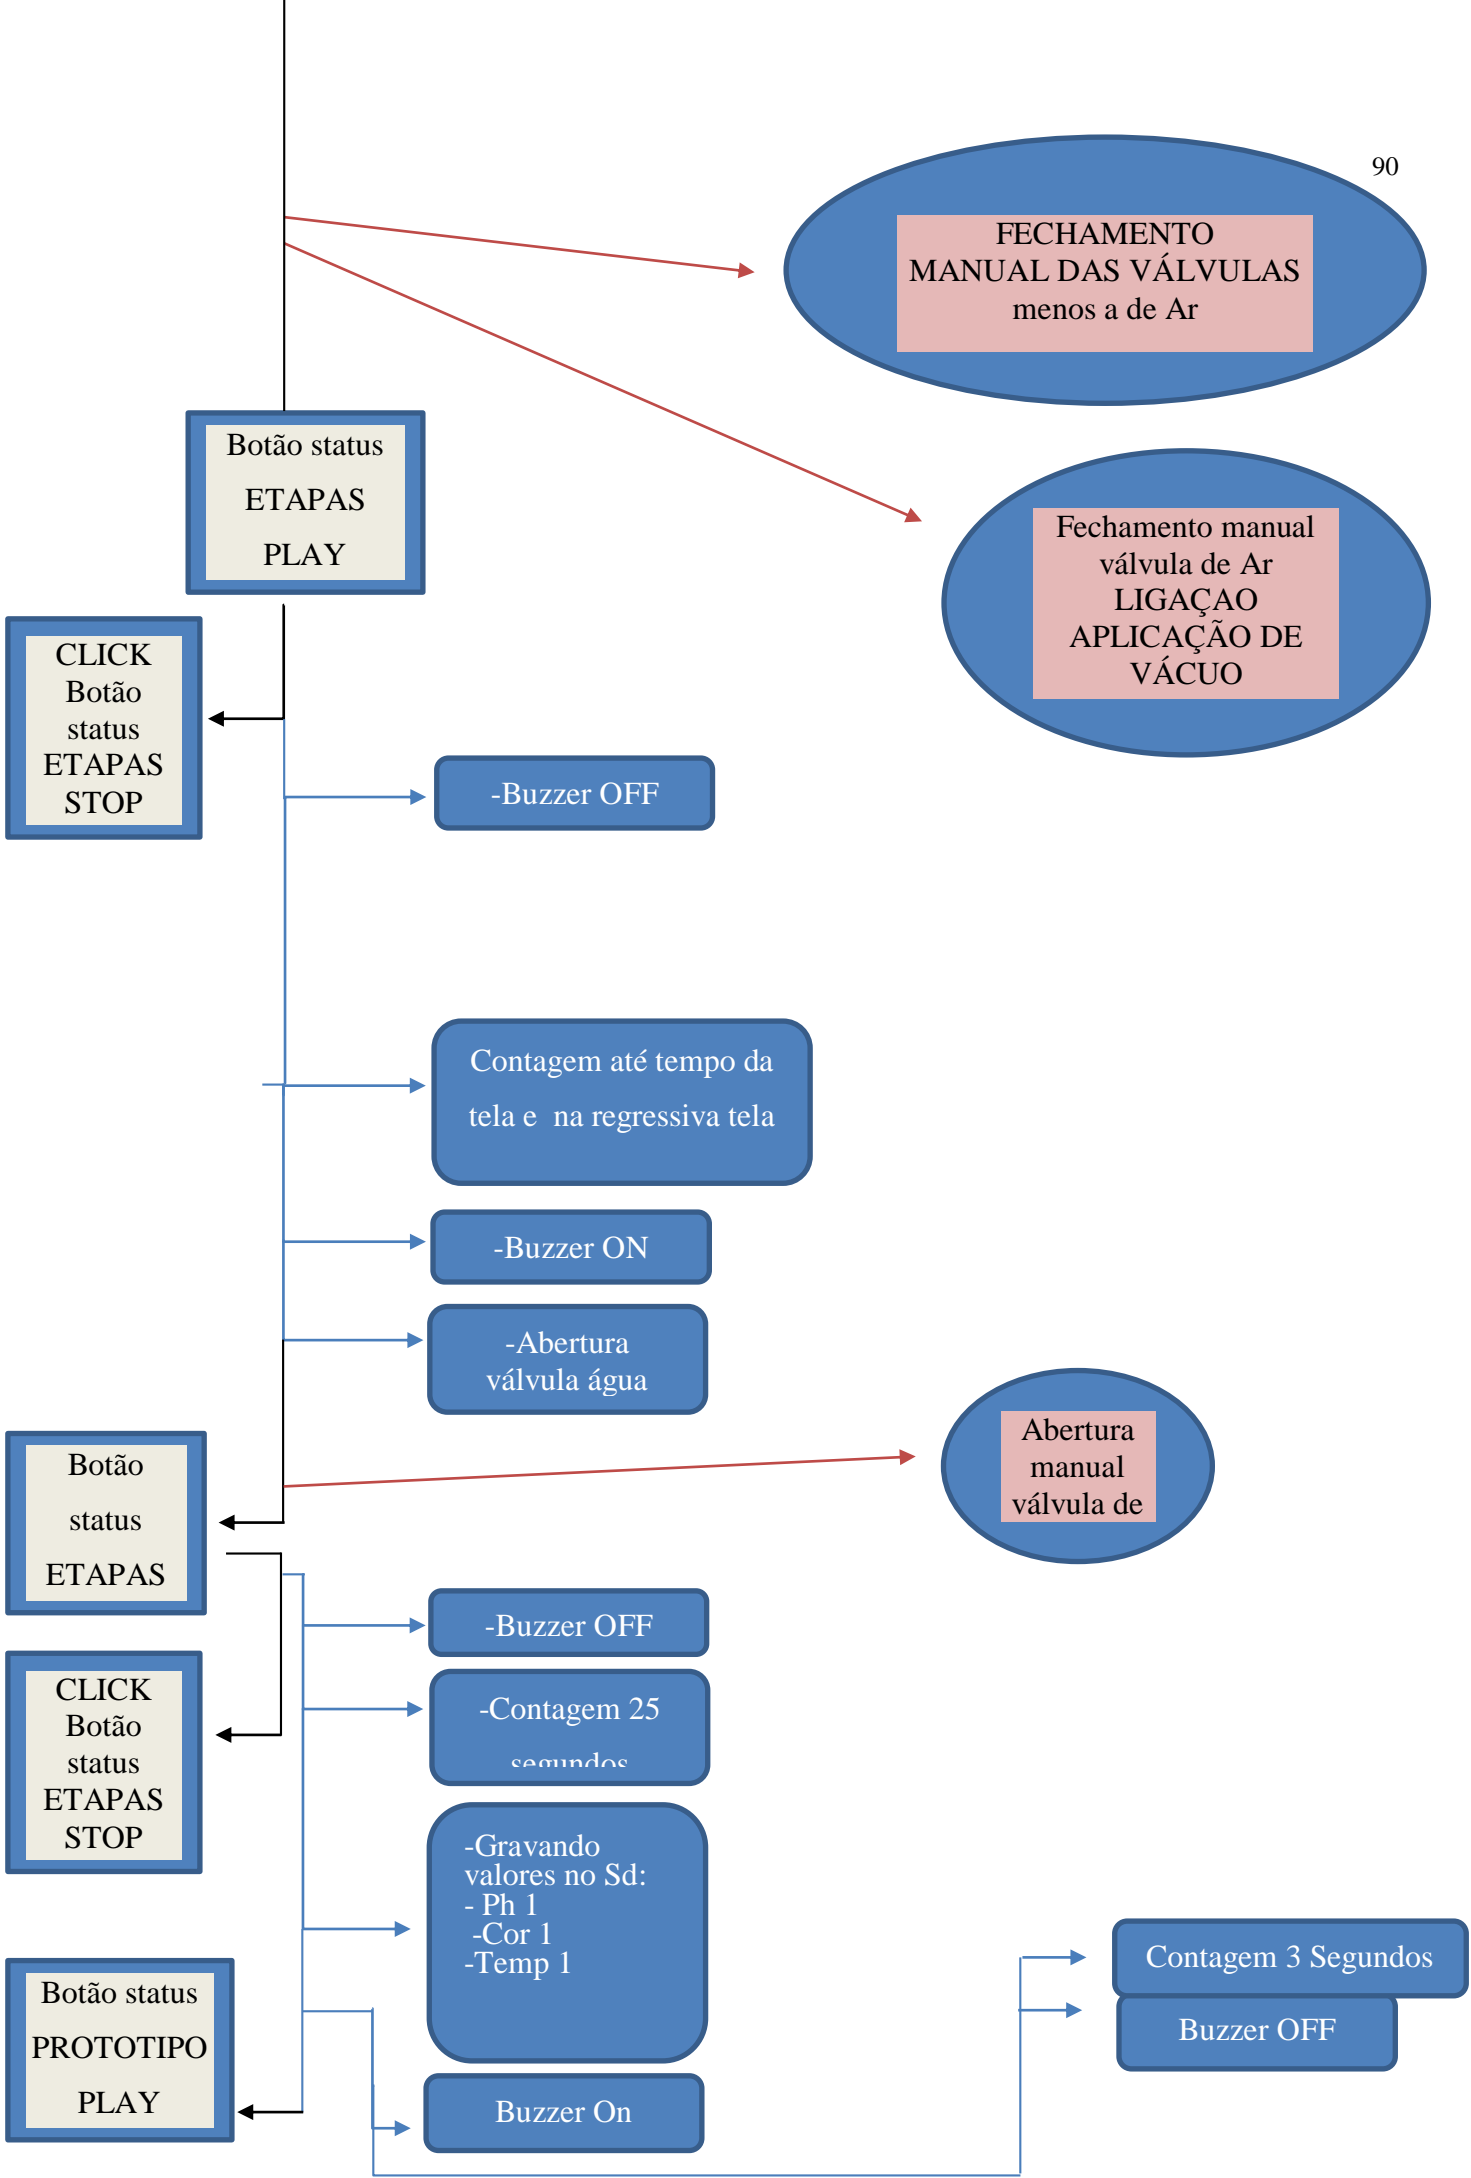 90
FECHAMENTO
MANUAL DAS VÁLVULAS
menos a de Ar
Botão status
ETAPAS
PLAY
Fechamento manual
válvula de Ar
LIGAÇAO
APLICAÇÃO DE
VÁCUO
CLICK
Botão
status
ETAPAS
STOP
-Buzzer OFF
Contagem até tempo da
tela e  na regressiva tela
-Buzzer ON
-Abertura
válvula água
Abertura
manual
válvula de
Botão
status
ETAPAS
-Buzzer OFF
CLICK
Botão
status
ETAPAS
STOP
-Contagem 25
segundos
-Gravando
valores no Sd:
- Ph 1
-Cor 1
-Temp 1
Botão status
PROTOTIPO
PLAY
Contagem 3 Segundos
Buzzer OFF
Buzzer On